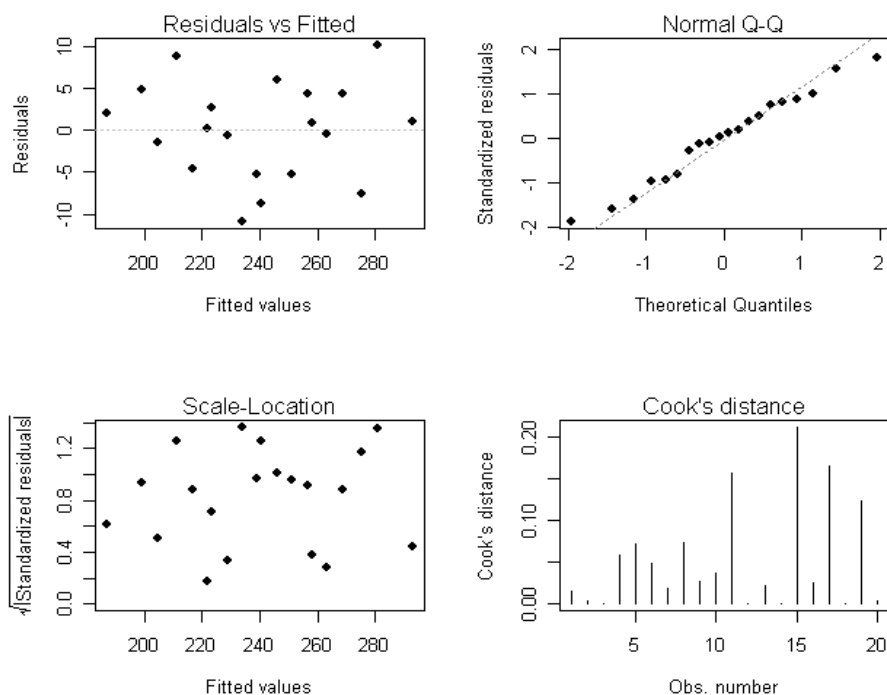 Residuals vs Fitted
Residuals
10
5
0
-5
-10
200 220 240 260 280
Fitted values
Normal Q-Q
Standardized residuals
2
1
0
-1
-2
-2 -1 0 1 2
Theoretical Quantiles
Scale-Location
√|Standardized residuals|
1.2
0.8
0.4
0.0
200 220 240 260 280
Fitted values
Cook's distance
Cook's distance
0.20
0.10
0.00
5 10 15 20
Obs. number